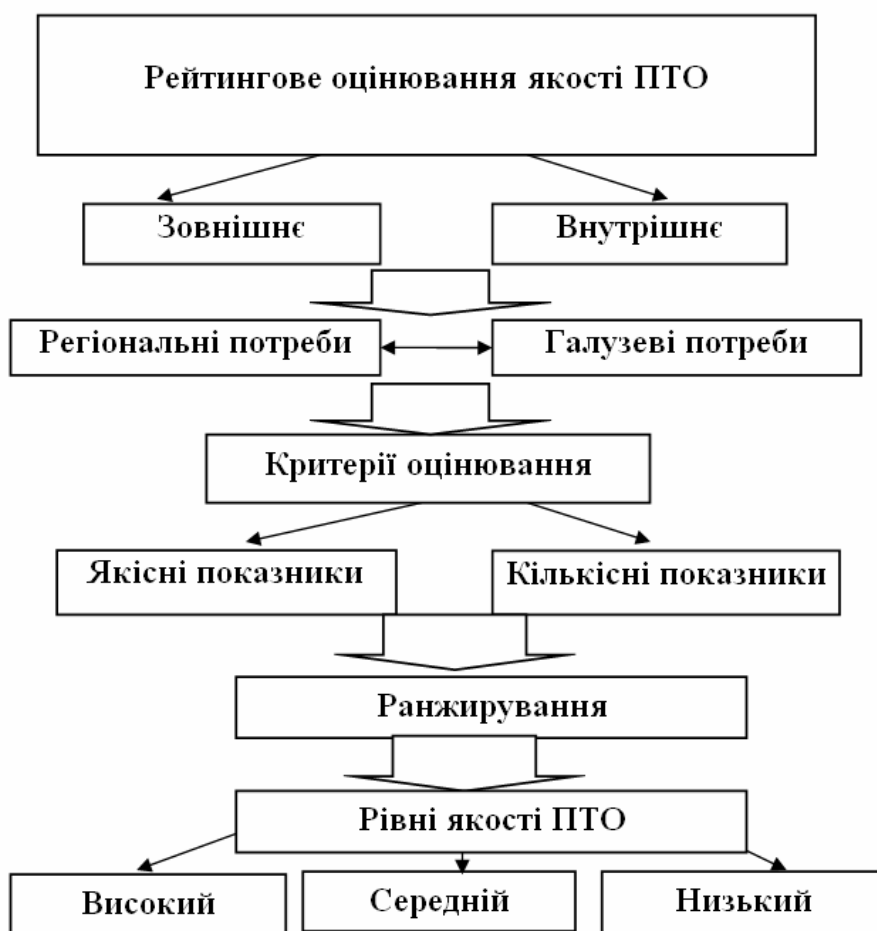 Рейтингове оцінювання якості ПТО
Зовнішнє
Внутрішнє
Регіональні потреби
Галузеві потреби
Критерії оцінювання
Якісні показники
Кількісні показники
Ранжирування
Рівні якості ПТО
Високий
Середній
Низький